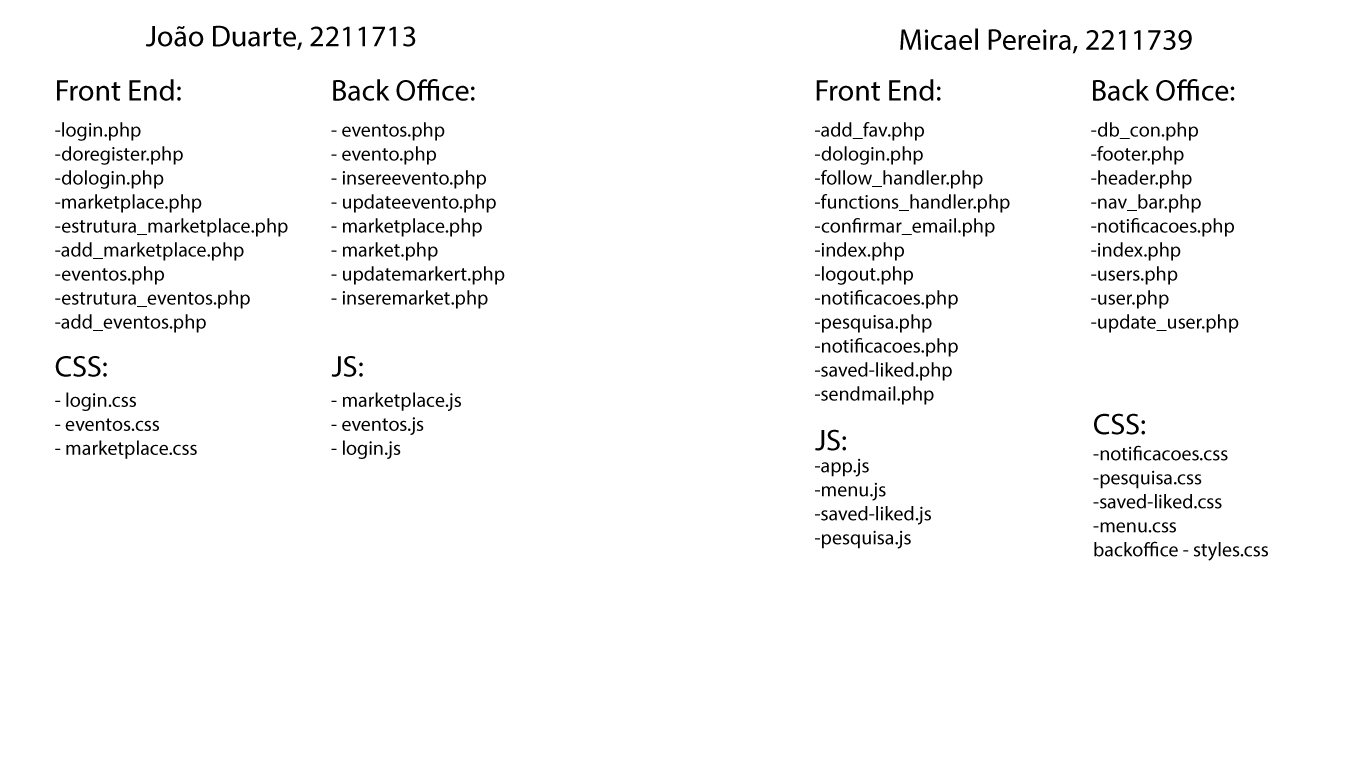 João Duarte, 2211713
Front End:
-login.php
-doregister.php
-dologin.php
-marketplace.php
-estrutura_marketplace.php
-add_marketplace.php
-eventos.php
-estrutura_eventos.php
-add_eventos.php
Back Office:
- eventos.php
- evento.php
- insereevento.php
- updateevento.php
- marketplace.php
- market.php
- updatemarkert.php
- inseremarket.php
CSS:
- login.css
- eventos.css
- marketplace.css
JS:
- marketplace.js
- eventos.js
- login.js
Micael Pereira, 2211739
Front End:
-add_fav.php
-dologin.php
-follow_handler.php
-functions_handler.php
-confirmar_email.php
-index.php
-logout.php
-notificacoes.php
-pesquisa.php
-notificacoes.php
-saved-liked.php
-sendmail.php
Back Office:
-db_con.php
-footer.php
-header.php
-nav_bar.php
-notificacoes.php
-index.php
-users.php
-user.php
-update_user.php
JS:
-app.js
-menu.js
-saved-liked.js
-pesquisa.js
CSS:
-notificacoes.css
-pesquisa.css
-saved-liked.css
-menu.css
backoffice - styles.css